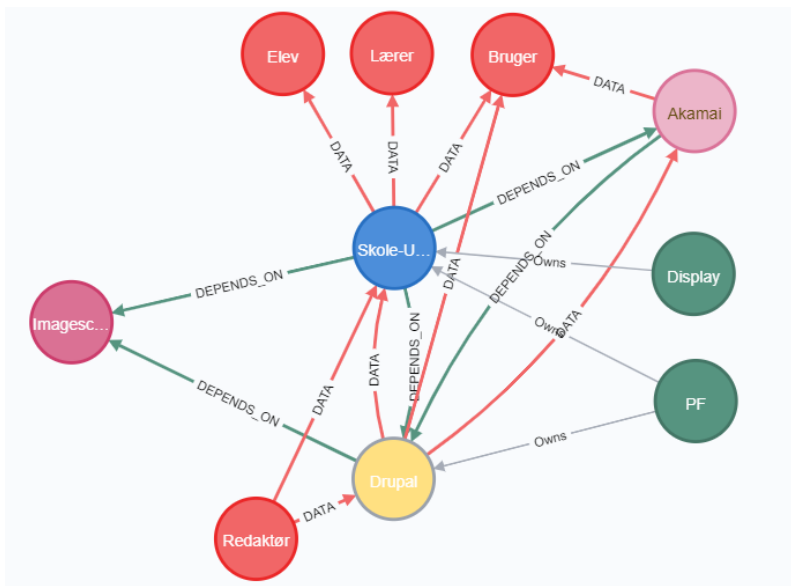 Elev
Lærer
Bruger
DATA
Akamai
DATA
DATA
DATA
DEPENDS_ON
Skole-U...
DEPENDS_ON
Owns
Display
DEPENDS_ON
DATA
Imagesc...
Owns
DATA
DATA
DEPENDS_ON
DATA
DEPENDS_ON
PF
Owns
Drupal
DATA
Redaktør